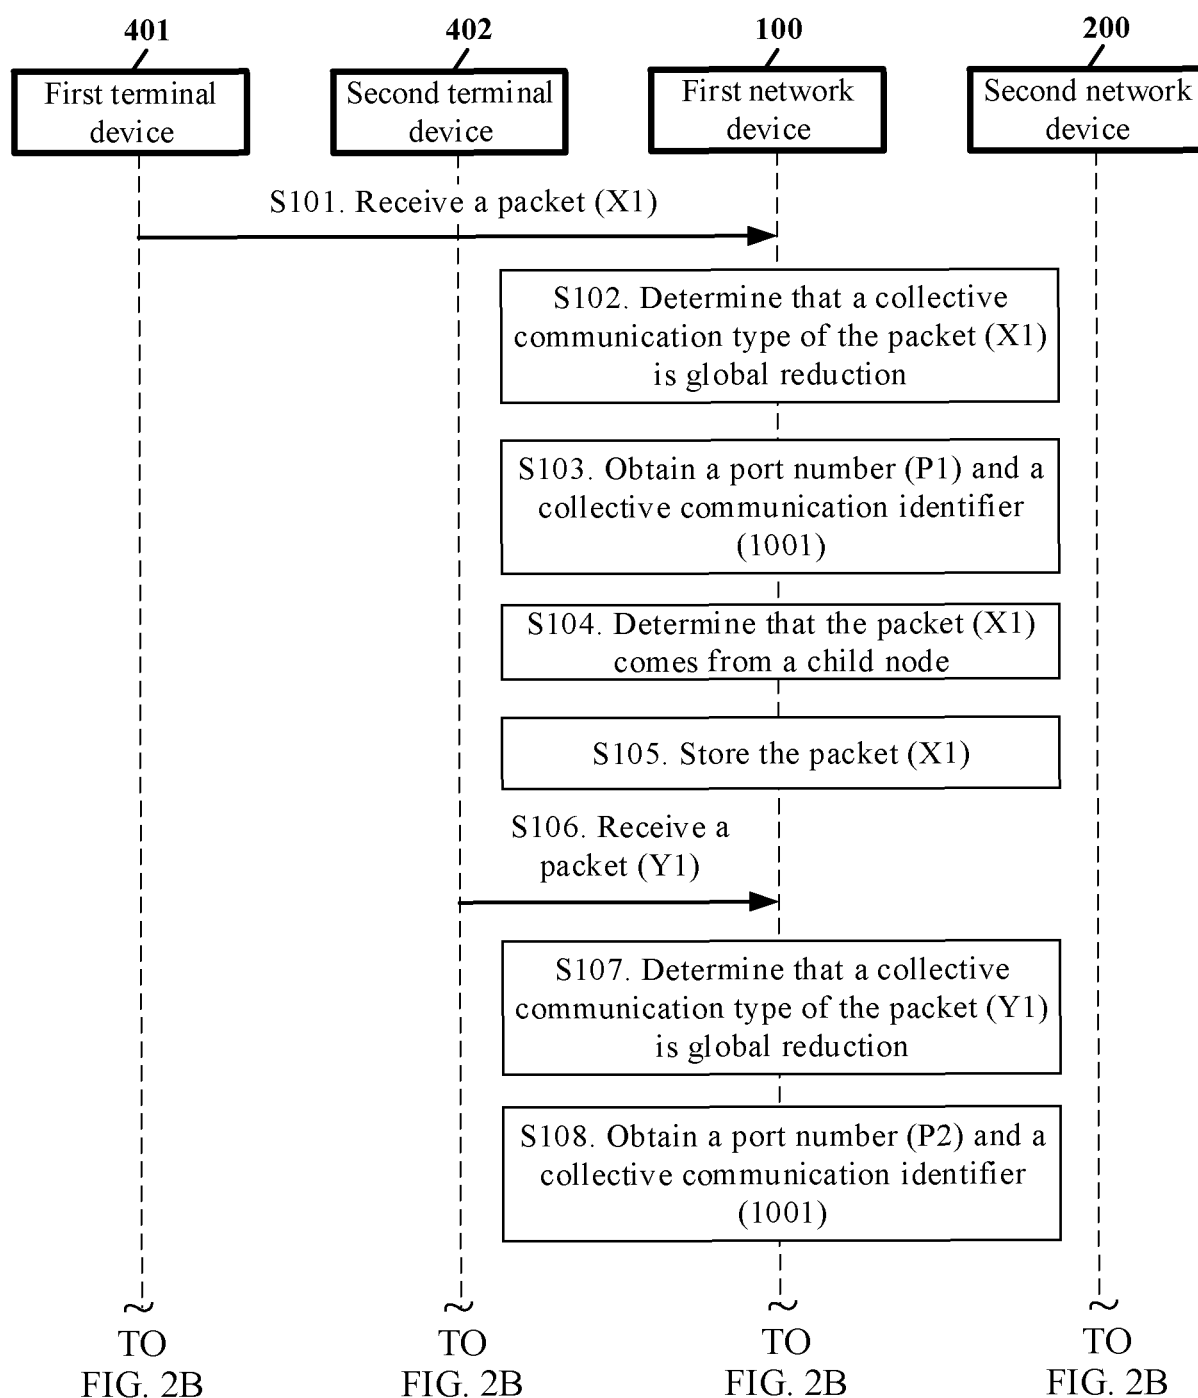 401
402
100
200
First terminal
device
Second terminal
device
First network
device
Second network
device
S101. Receive a packet (X1)
S102. Determine that a collective
communication type of the packet (X1)
is global reduction
S103. Obtain a port number (P1) and a
collective communication identifier
(1001)
S104. Determine that the packet (X1)
comes from a child node
S105. Store the packet (X1)
S106. Receive a
packet (Y1)
S107. Determine that a collective
communication type of the packet (Y1)
is global reduction
S108. Obtain a port number (P2) and a
collective communication identifier
(1001)
TO
FIG. 2B
TO
FIG. 2B
TO
FIG. 2B
TO
FIG. 2B